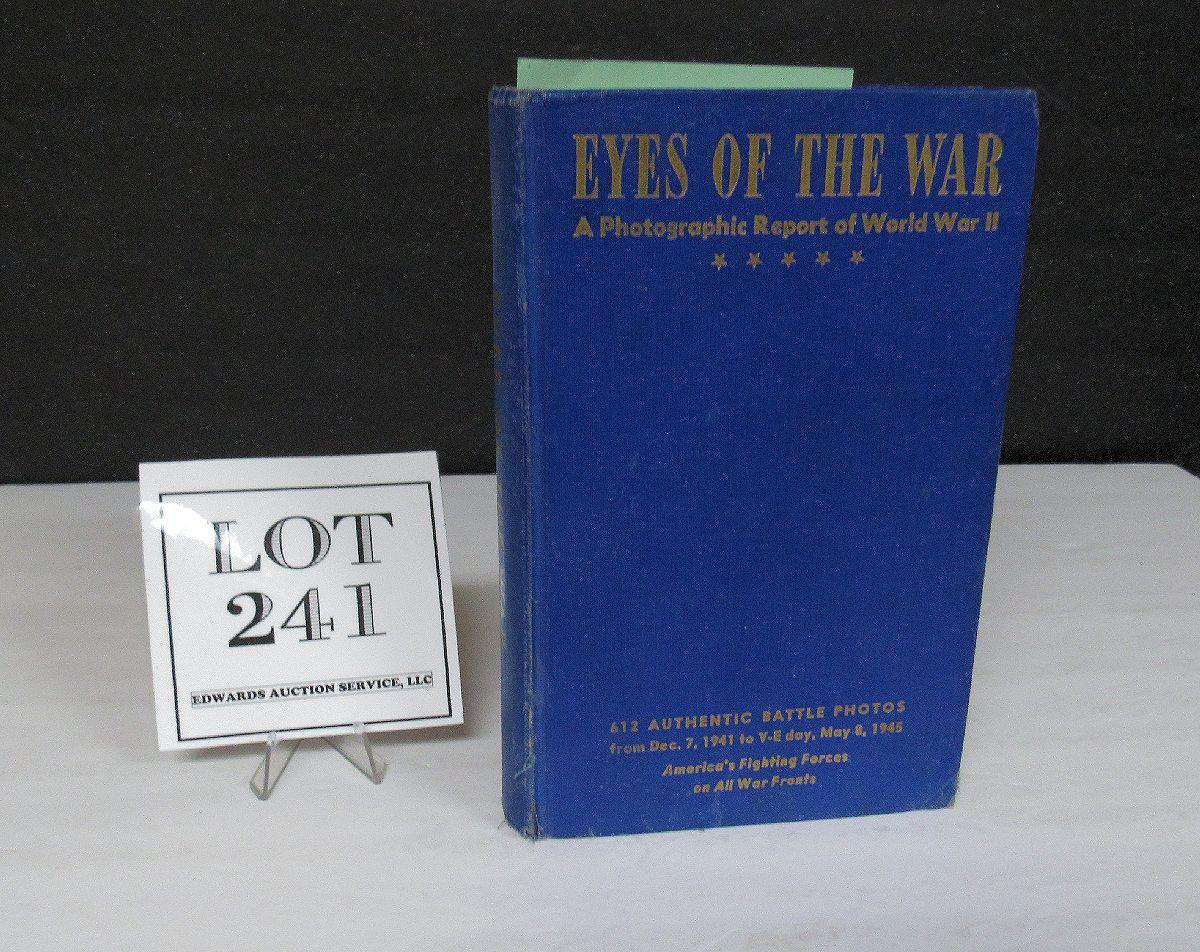 LOT
241
EDWARDS AUCTION SERVICE, LLC
EYES OF THE WAR
A Photographic Report of World War II
612 AUTHENTIC BATTLE PHOTOS
from Dec. 7, 1941 to V-E day, May 8, 1945
America's Fighting Forces
on All War Fronts